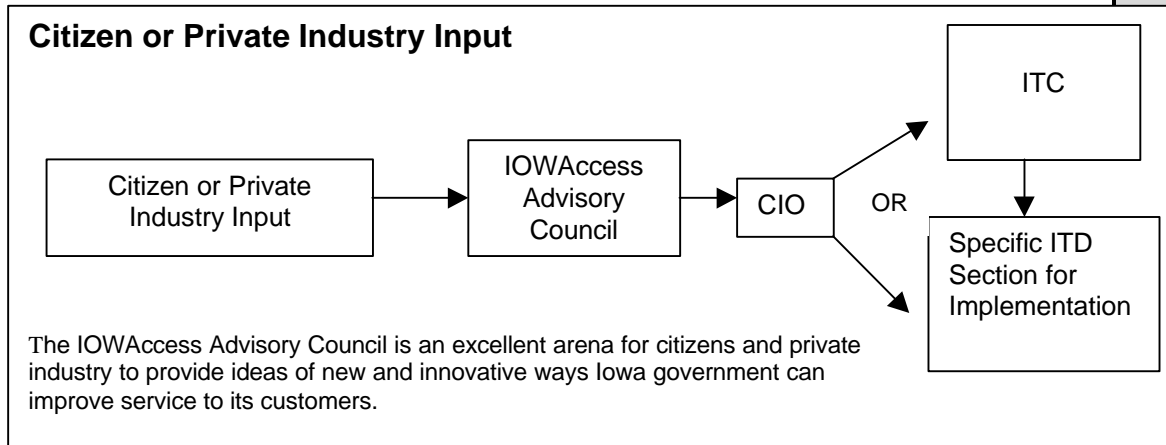 Citizen or Private Industry Input
Citizen or Private
Industry Input
IOWAccess
Advisory
Council
CIO
OR
ITC
Specific ITD
Section for
Implementation
The IOWAccess Advisory Council is an excellent arena for citizens and private
industry to provide ideas of new and innovative ways Iowa government can
improve service to its customers.